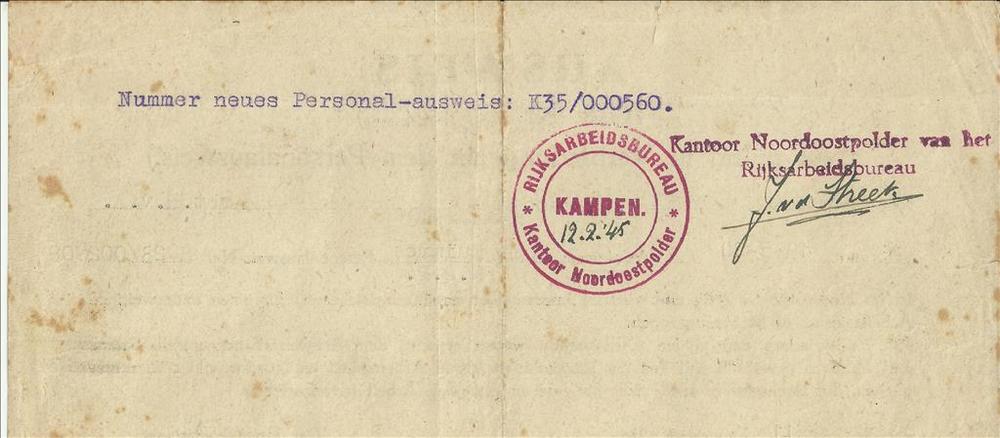 Nummer neues Personal-ausweis: K35/000560.
Kantoor Noordoostpolder van het
Rijksarbeidsbureau
RIJKSARBEIDSBUREAU
KAMPEN.
12.2.'45
* Kantoor Noordoostpolder *